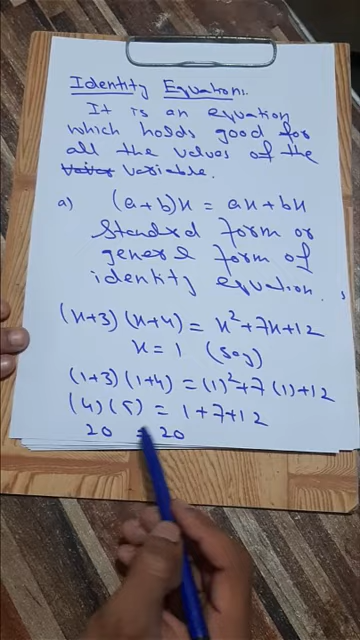 Identity Equation:.
It is an equation
which holds good for
all the values of the
variable.
a) (a+b)x = ax+bx
Standrd form or
generel form of
identity equation.
(x+3)(x+4) = x²+7x+12
x=1 (say)
(1+3)(1+4) = (1)²+7(1)+12
(4)(5) = 1+7+12
20 = 20